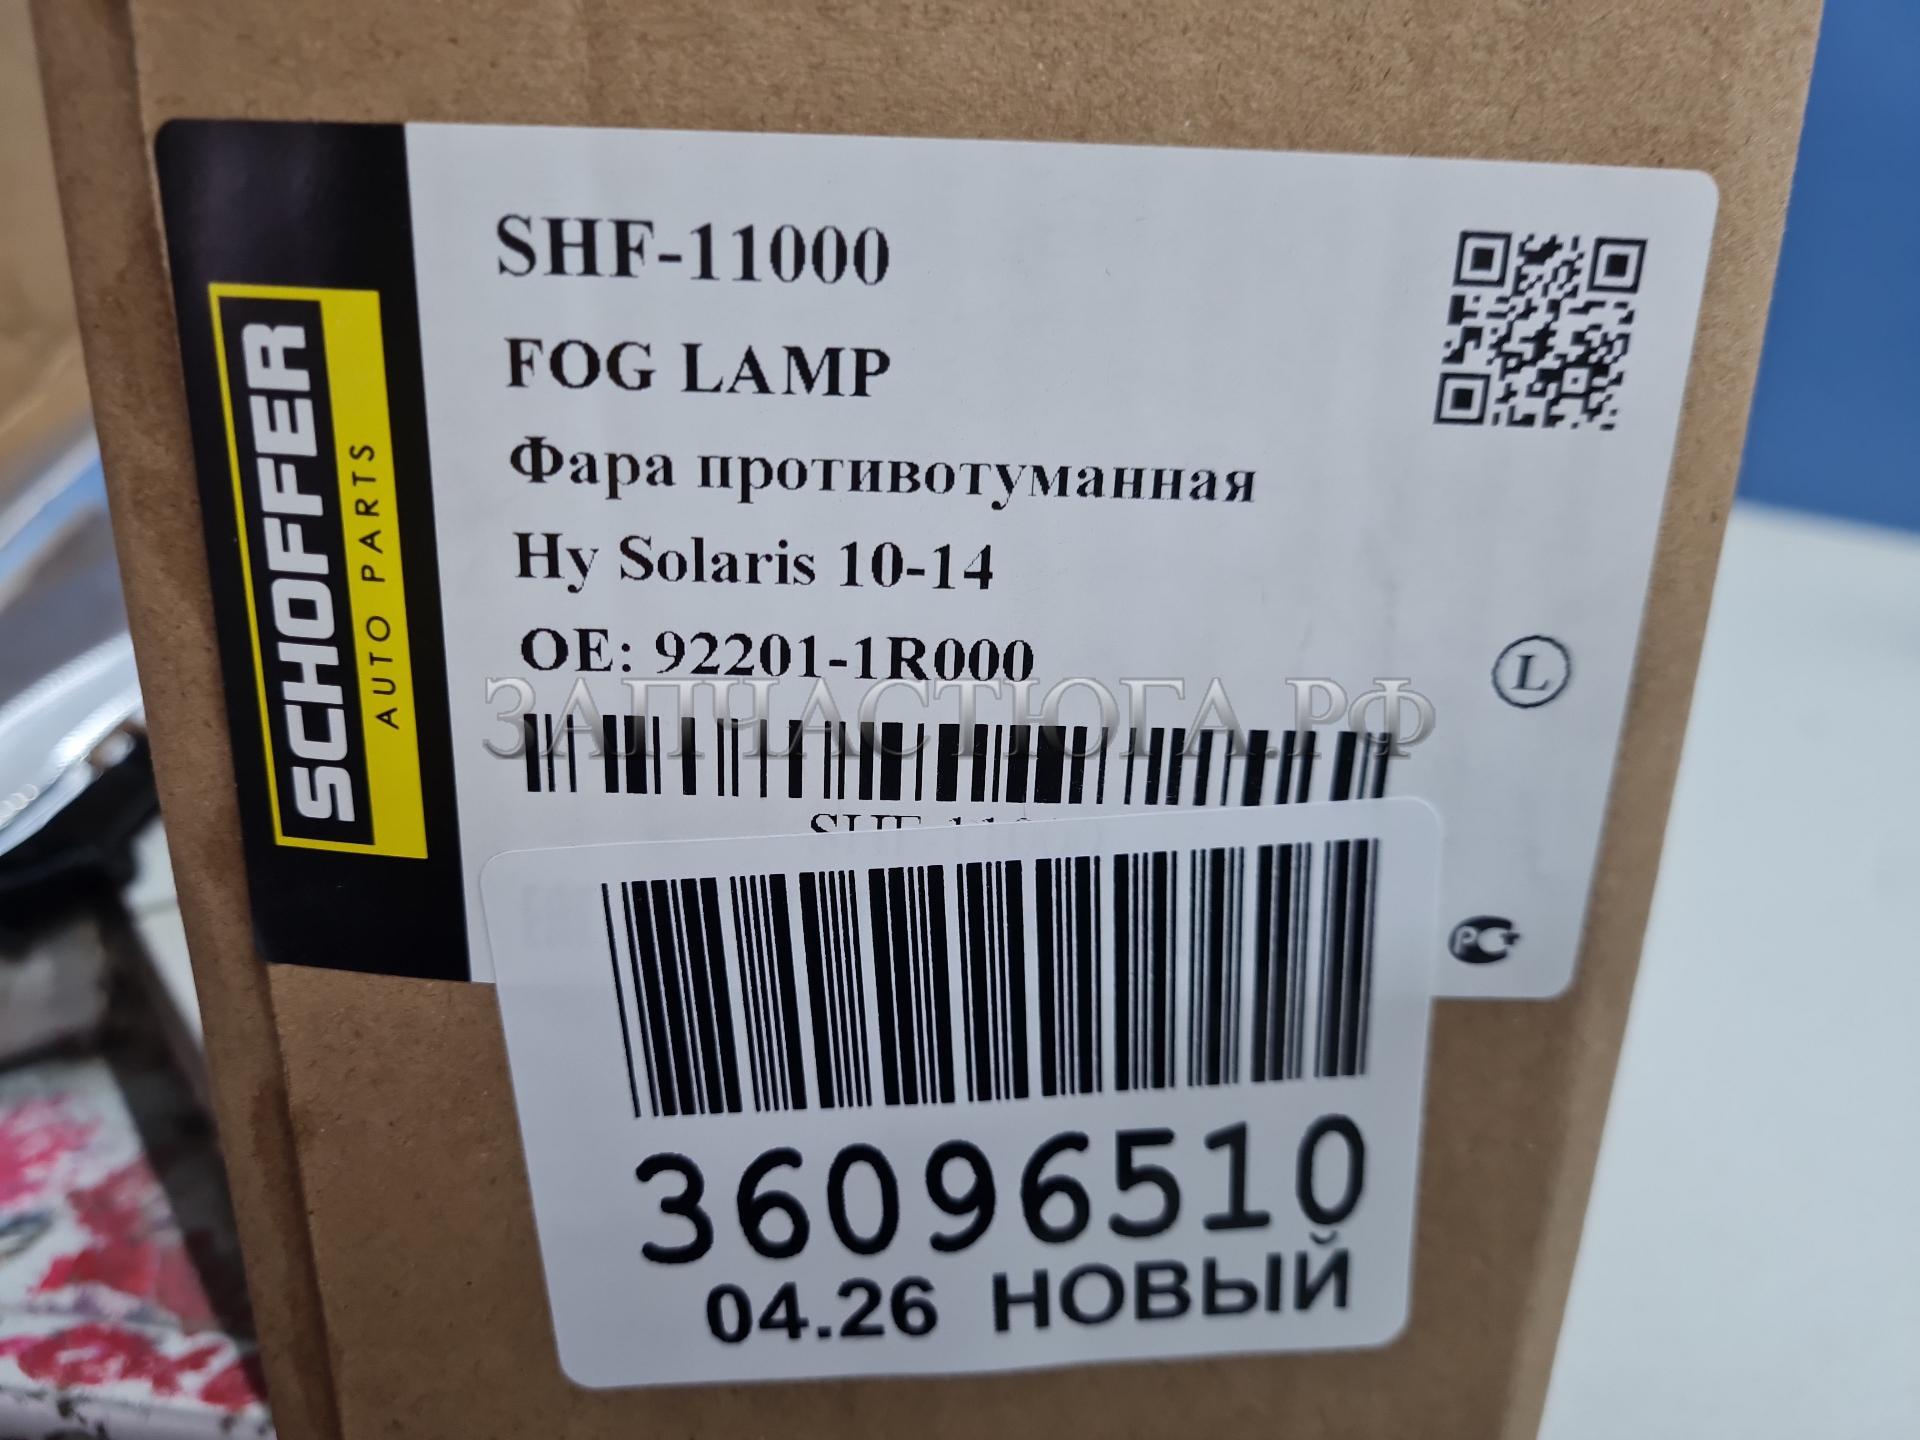 SCHOFFER
AUTO PARTS
SHF-11000
FOG LAMP
Фара противотуманная
Hy Solaris 10-14
OE: 92201-1R000
L
ЗАПЧАСТЮГА.РФ
РСТ
36096510
04.26 НОВЫЙ